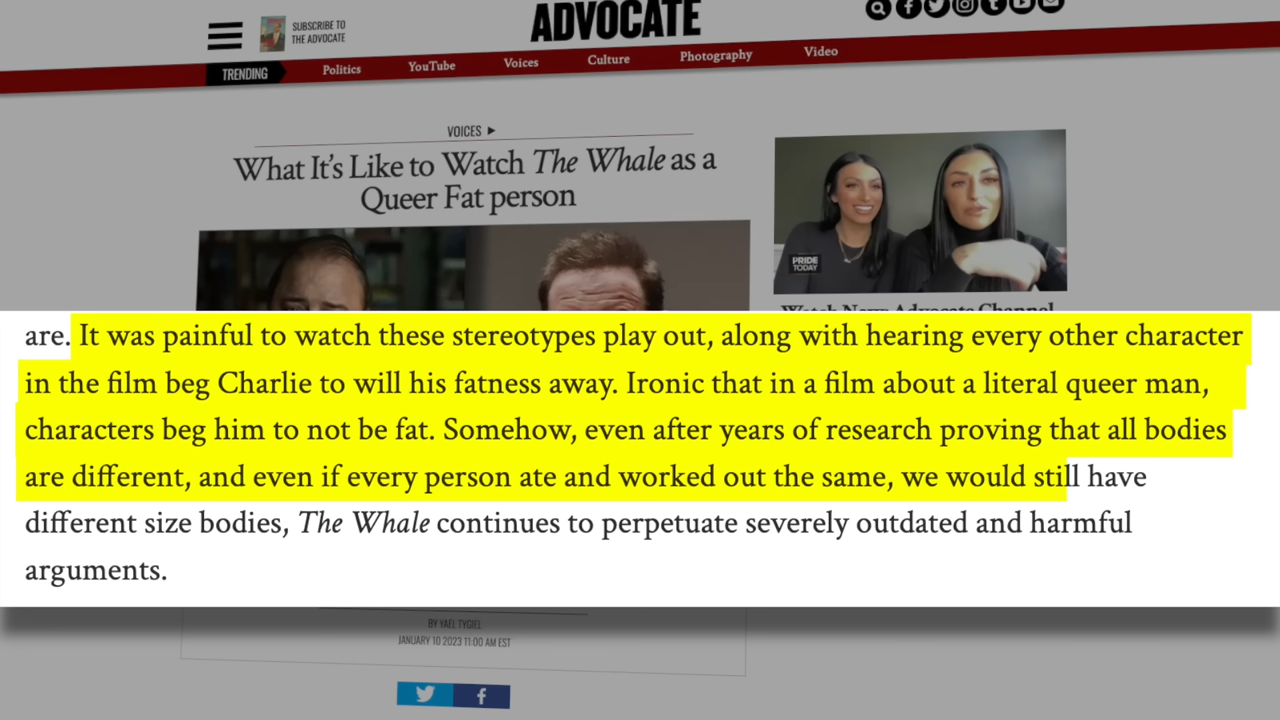 SUBSCRIBE TO
THE ADVOCATE
ADVOCATE
TRENDING
Politics
YouTube
Voices
Culture
Photography
Video
VOICES ▶
What It's Like to Watch The Whale as a
Queer Fat person
PRIDE
TODAY
Watch Now: Advocate Channel
are. It was painful to watch these stereotypes play out, along with hearing every other character
in the film beg Charlie to will his fatness away. Ironic that in a film about a literal queer man,
characters beg him to not be fat. Somehow, even after years of research proving that all bodies
are different, and even if every person ate and worked out the same, we would still have
different size bodies, The Whale continues to perpetuate severely outdated and harmful
arguments.
BY YAEL TYGIEL
JANUARY 10 2023 11:00 AM EST